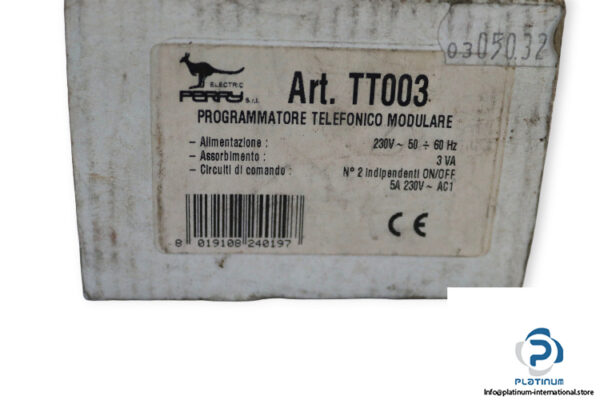 03050.32
ELECTRIC
PERRY s.r.l.
Art. TT003
PROGRAMMATORE TELEFONICO MODULARE
- Alimentazione : 230V ~ 50 ÷ 60 Hz
- Assorbimento : 3 VA
- Circuiti di comando : N° 2 indipendenti ON/OFF
5A 230V ~ AC1
8 019108 240197
CE
PLATINUM
Info@platinum-international.store